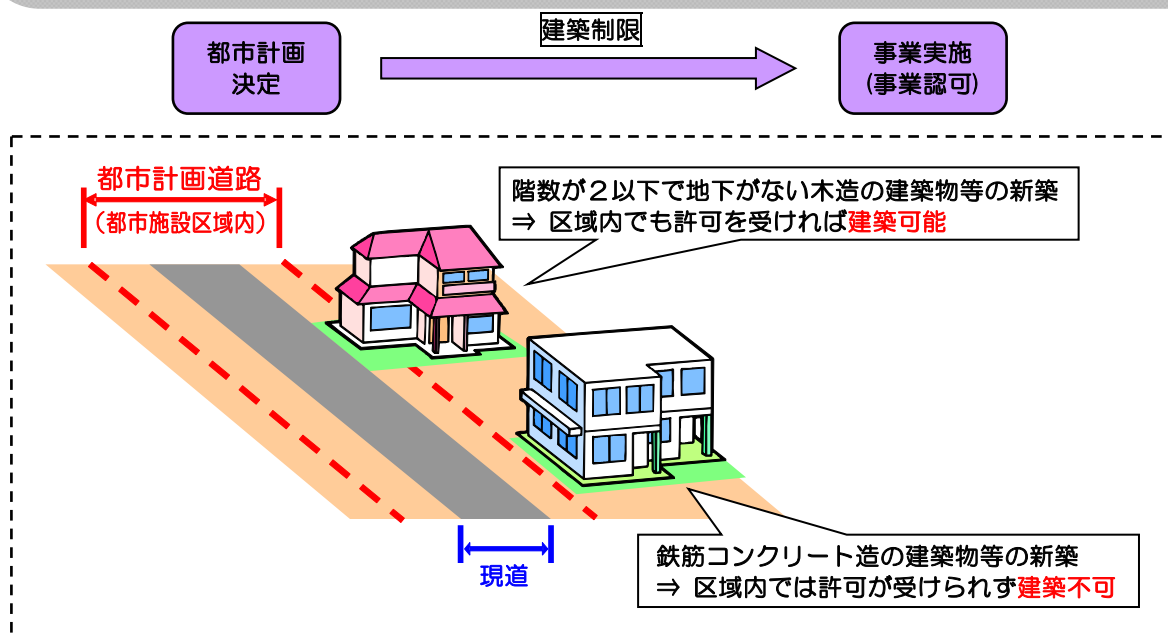 建築制限
都市計画
決定
事業実施
(事業認可)
都市計画道路
(都市施設区域内)
階数が２以下で地下がない木造の建築物等の新築
⇒ 区域内でも許可を受ければ建築可能
鉄筋コンクリート造の建築物等の新築
⇒ 区域内では許可が受けられず建築不可
現道